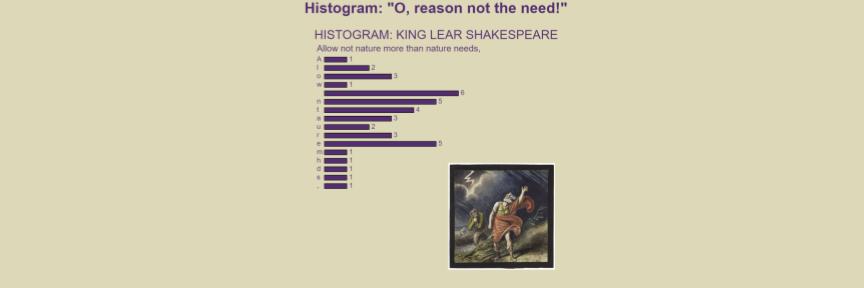 Histogram: "O, reason not the need!"
HISTOGRAM: KING LEAR SHAKESPEARE
Allow not nature more than nature needs,
A 1
l 2
o 3
w 1
6
n 5
t 4
a 3
u 2
r 3
e 5
m 1
h 1
d 1
s 1
, 1